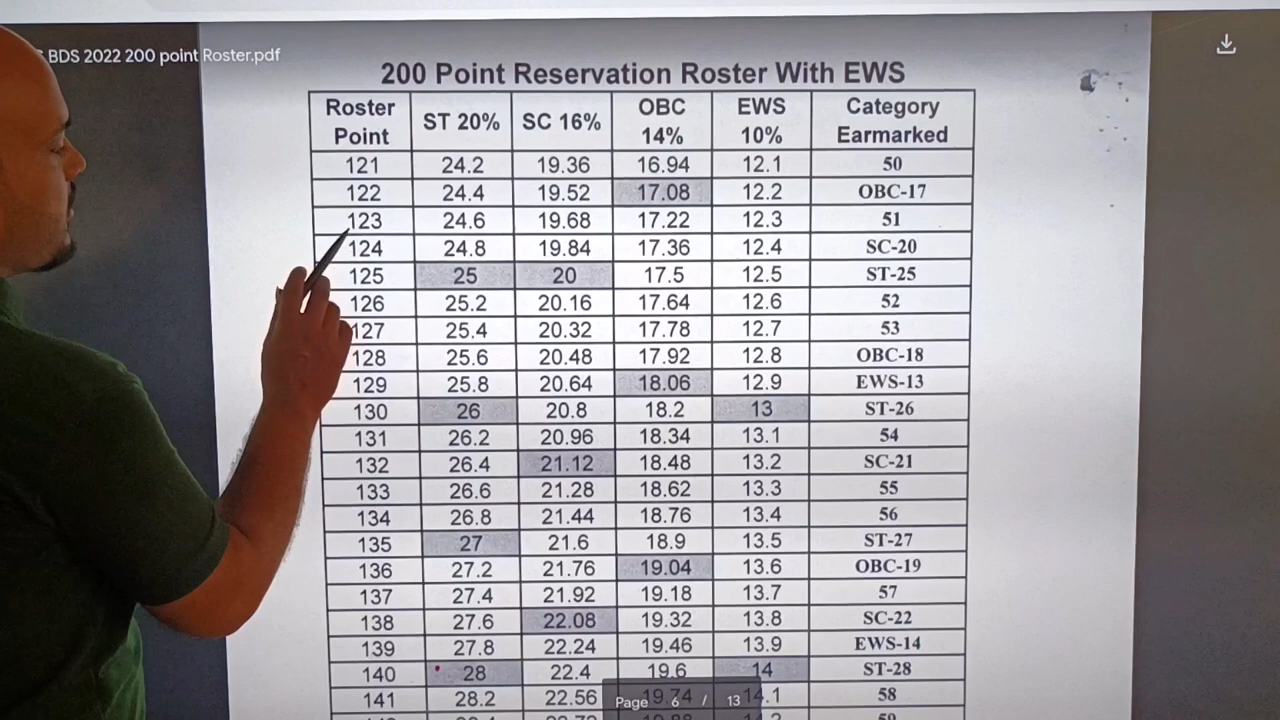 BDS 2022 200 point Roster.pdf
200 Point Reservation Roster With EWS
Roster Point ST 20% SC 16% OBC 14% EWS 10% Category Earmarked
121 24.2 19.36 16.94 12.1 50
122 24.4 19.52 17.08 12.2 OBC-17
123 24.6 19.68 17.22 12.3 51
124 24.8 19.84 17.36 12.4 SC-20
125 25 20 17.5 12.5 ST-25
126 25.2 20.16 17.64 12.6 52
127 25.4 20.32 17.78 12.7 53
128 25.6 20.48 17.92 12.8 OBC-18
129 25.8 20.64 18.06 12.9 EWS-13
130 26 20.8 18.2 13 ST-26
131 26.2 20.96 18.34 13.1 54
132 26.4 21.12 18.48 13.2 SC-21
133 26.6 21.28 18.62 13.3 55
134 26.8 21.44 18.76 13.4 56
135 27 21.6 18.9 13.5 ST-27
136 27.2 21.76 19.04 13.6 OBC-19
137 27.4 21.92 19.18 13.7 57
138 27.6 22.08 19.32 13.8 SC-22
139 27.8 22.24 19.46 13.9 EWS-14
140 28 22.4 19.6 14 ST-28
141 28.2 22.56 19.74 14.1 58
Page 6 / 13